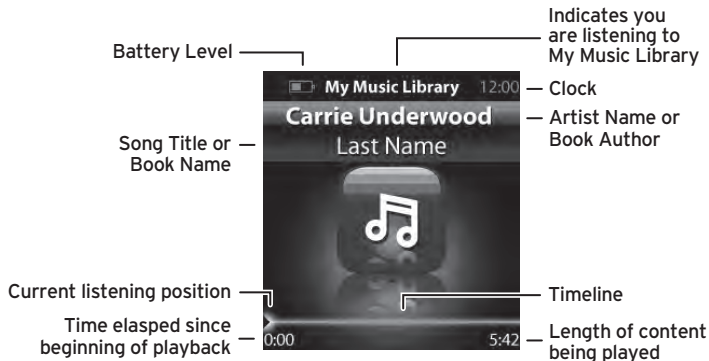 Indicates you
are listening to
My Music Library
Battery Level
My Music Library 12:00
Clock
Carrie Underwood
Artist Name or
Book Author
Song Title or
Book Name
Last Name
Current listening position
Timeline
Time elasped since
beginning of playback
0:00
5:42
Length of content
being played